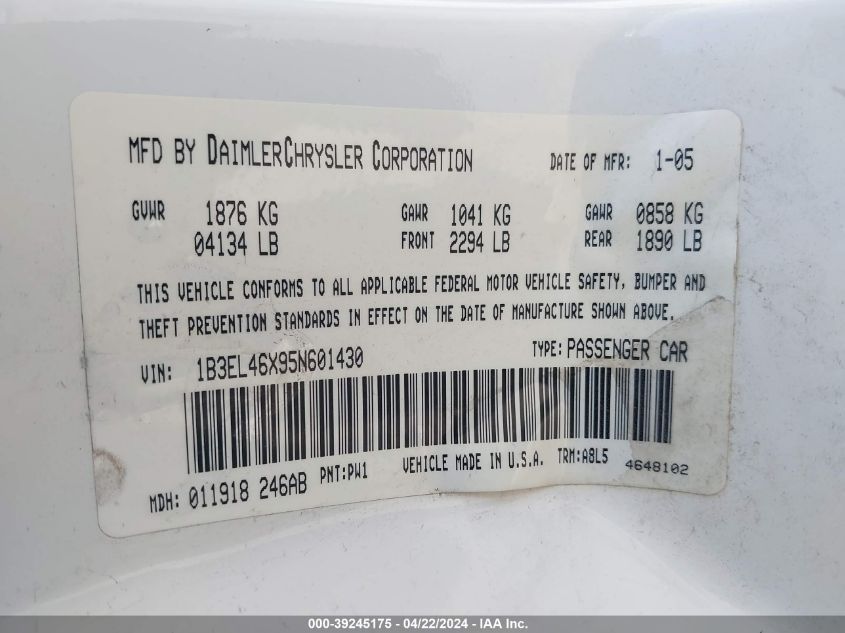 MFD BY DAIMLERCHRYSLER CORPORATION DATE OF MFR: 1-05
GVWR 1876 KG GAWR 1041 KG GAWR 0858 KG
04134 LB FRONT 2294 LB REAR 1890 LB
THIS VEHICLE CONFORMS TO ALL APPLICABLE FEDERAL MOTOR VEHICLE SAFETY, BUMPER AND
THEFT PREVENTION STANDARDS IN EFFECT ON THE DATE OF MANUFACTURE SHOWN ABOVE.
VIN: 1B3EL46X95N601430 TYPE: PASSENGER CAR
MDH: 011918 246AB PNT: PW1 VEHICLE MADE IN U.S.A. TRM: A8L5 4648102
000-39245175 - 04/22/2024 - IAA Inc.